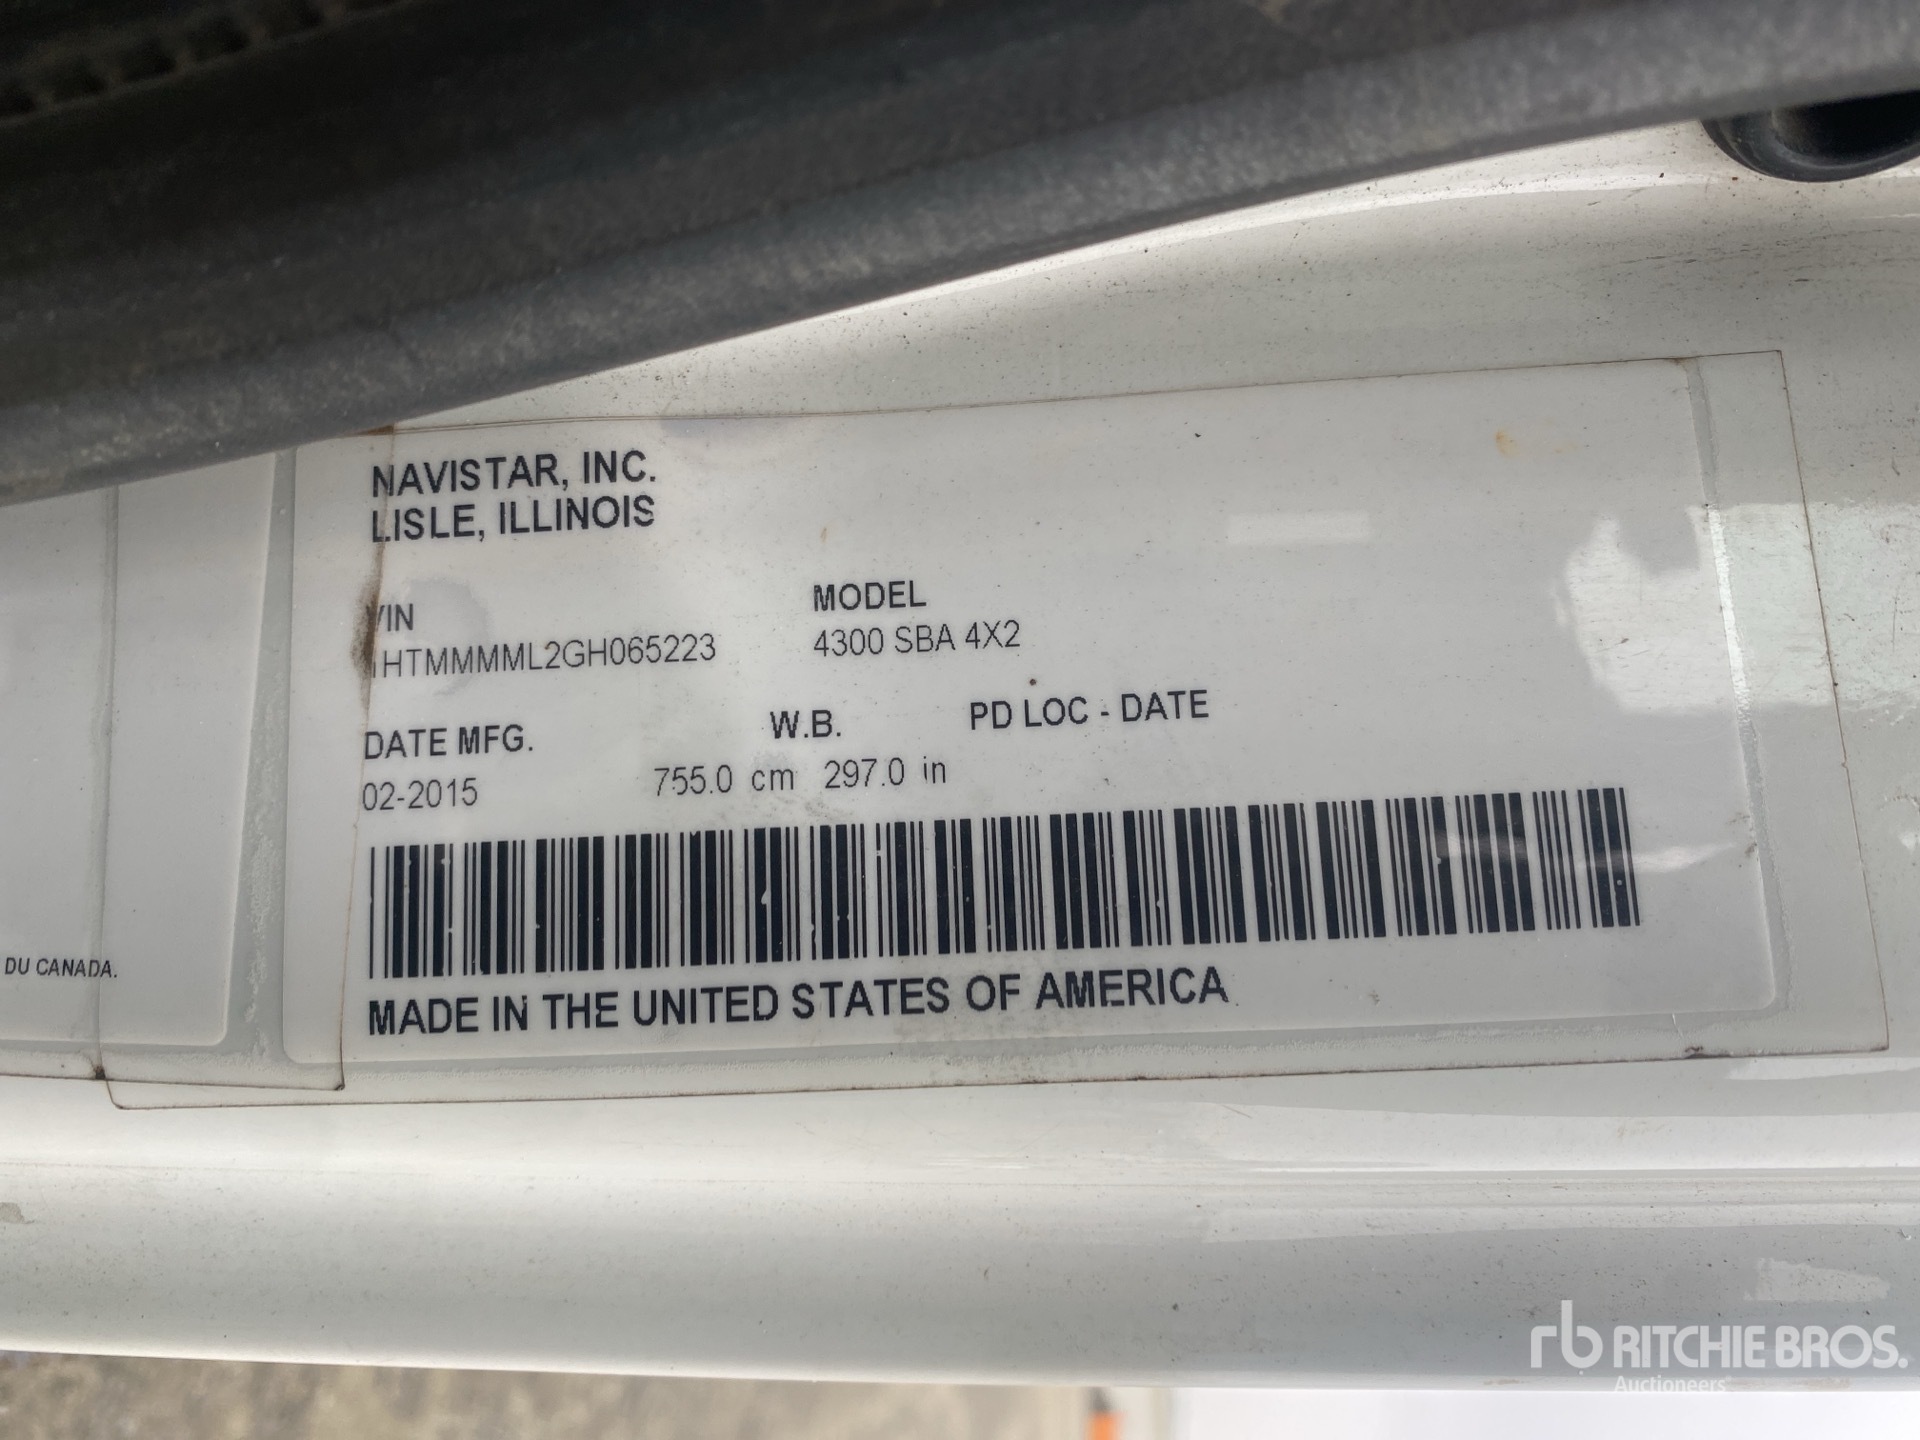 NAVISTAR, INC.
LISLE, ILLINOIS
VIN
1HTMMMML2GH065223
MODEL
4300 SBA 4X2
DATE MFG.
02-2015
W.B.
755.0 cm 297.0 in
PD LOC - DATE
MADE IN THE UNITED STATES OF AMERICA
DU CANADA.
rb RITCHIE BROS.
Auctioneers